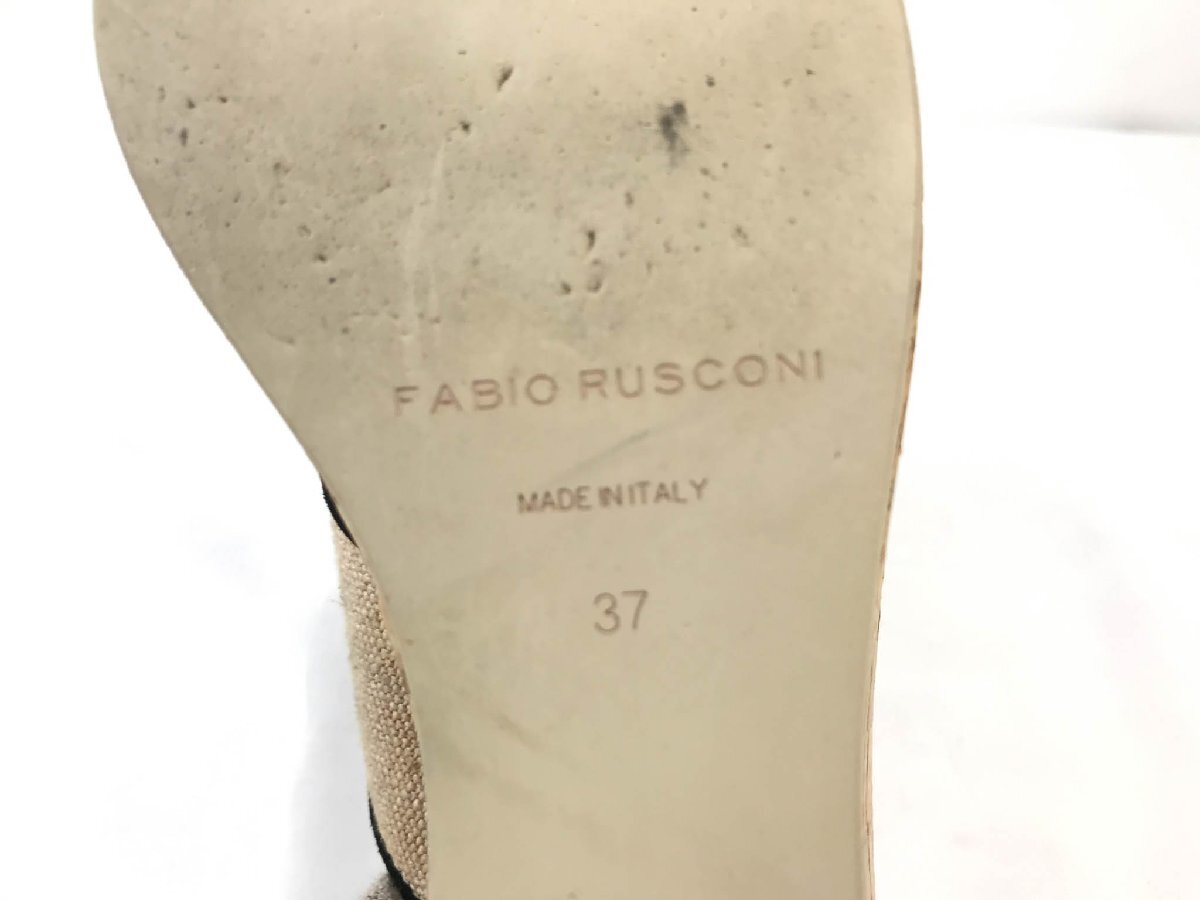 FABIO RUSCONI
MADE IN ITALY
37